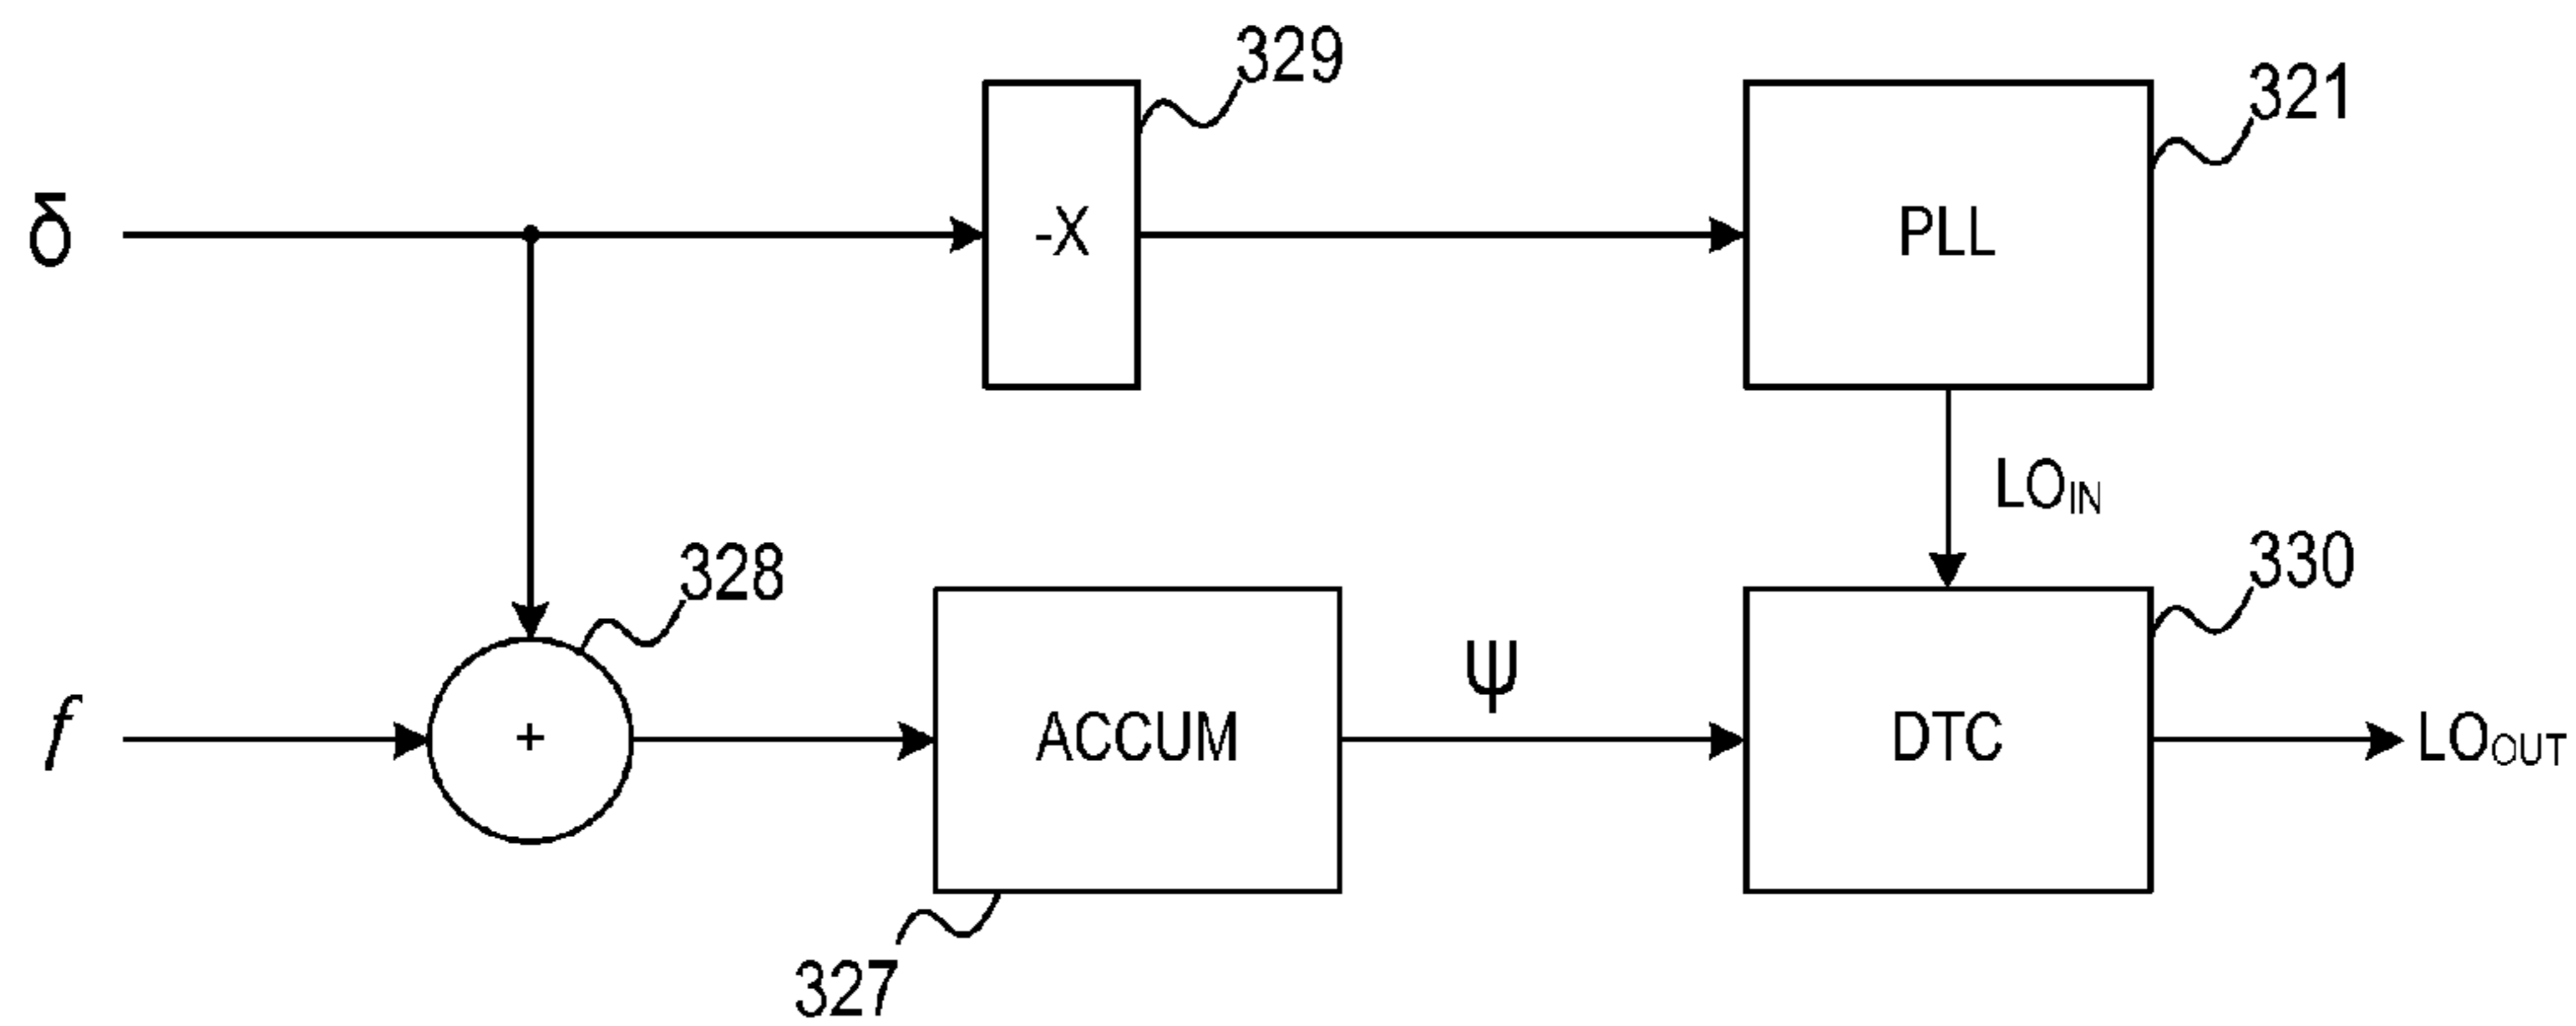 329
321
δ
-X
PLL
LOIN
328
330
ψ
f
+
ACCUM
DTC
LOOUT
327